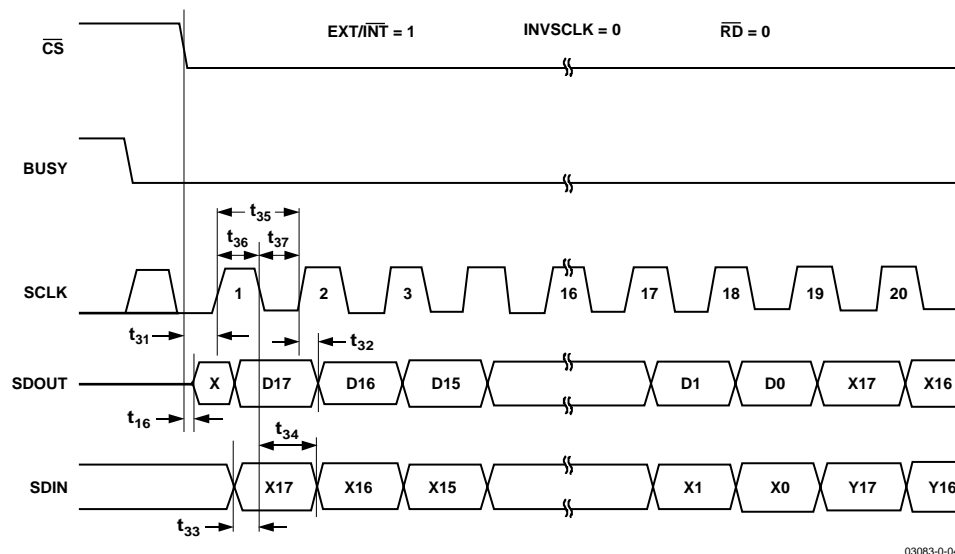 EXT/INT = 1 INVSCLK = 0 RD = 0
CS
BUSY
t35
t36 t37
SCLK 1 2 3 16 17 18 19 20
t31 t32
SDOUT X D17 D16 D15 D1 D0 X17 X16
t16 t34
SDIN X17 X16 X15 X1 X0 Y17 Y16
t33